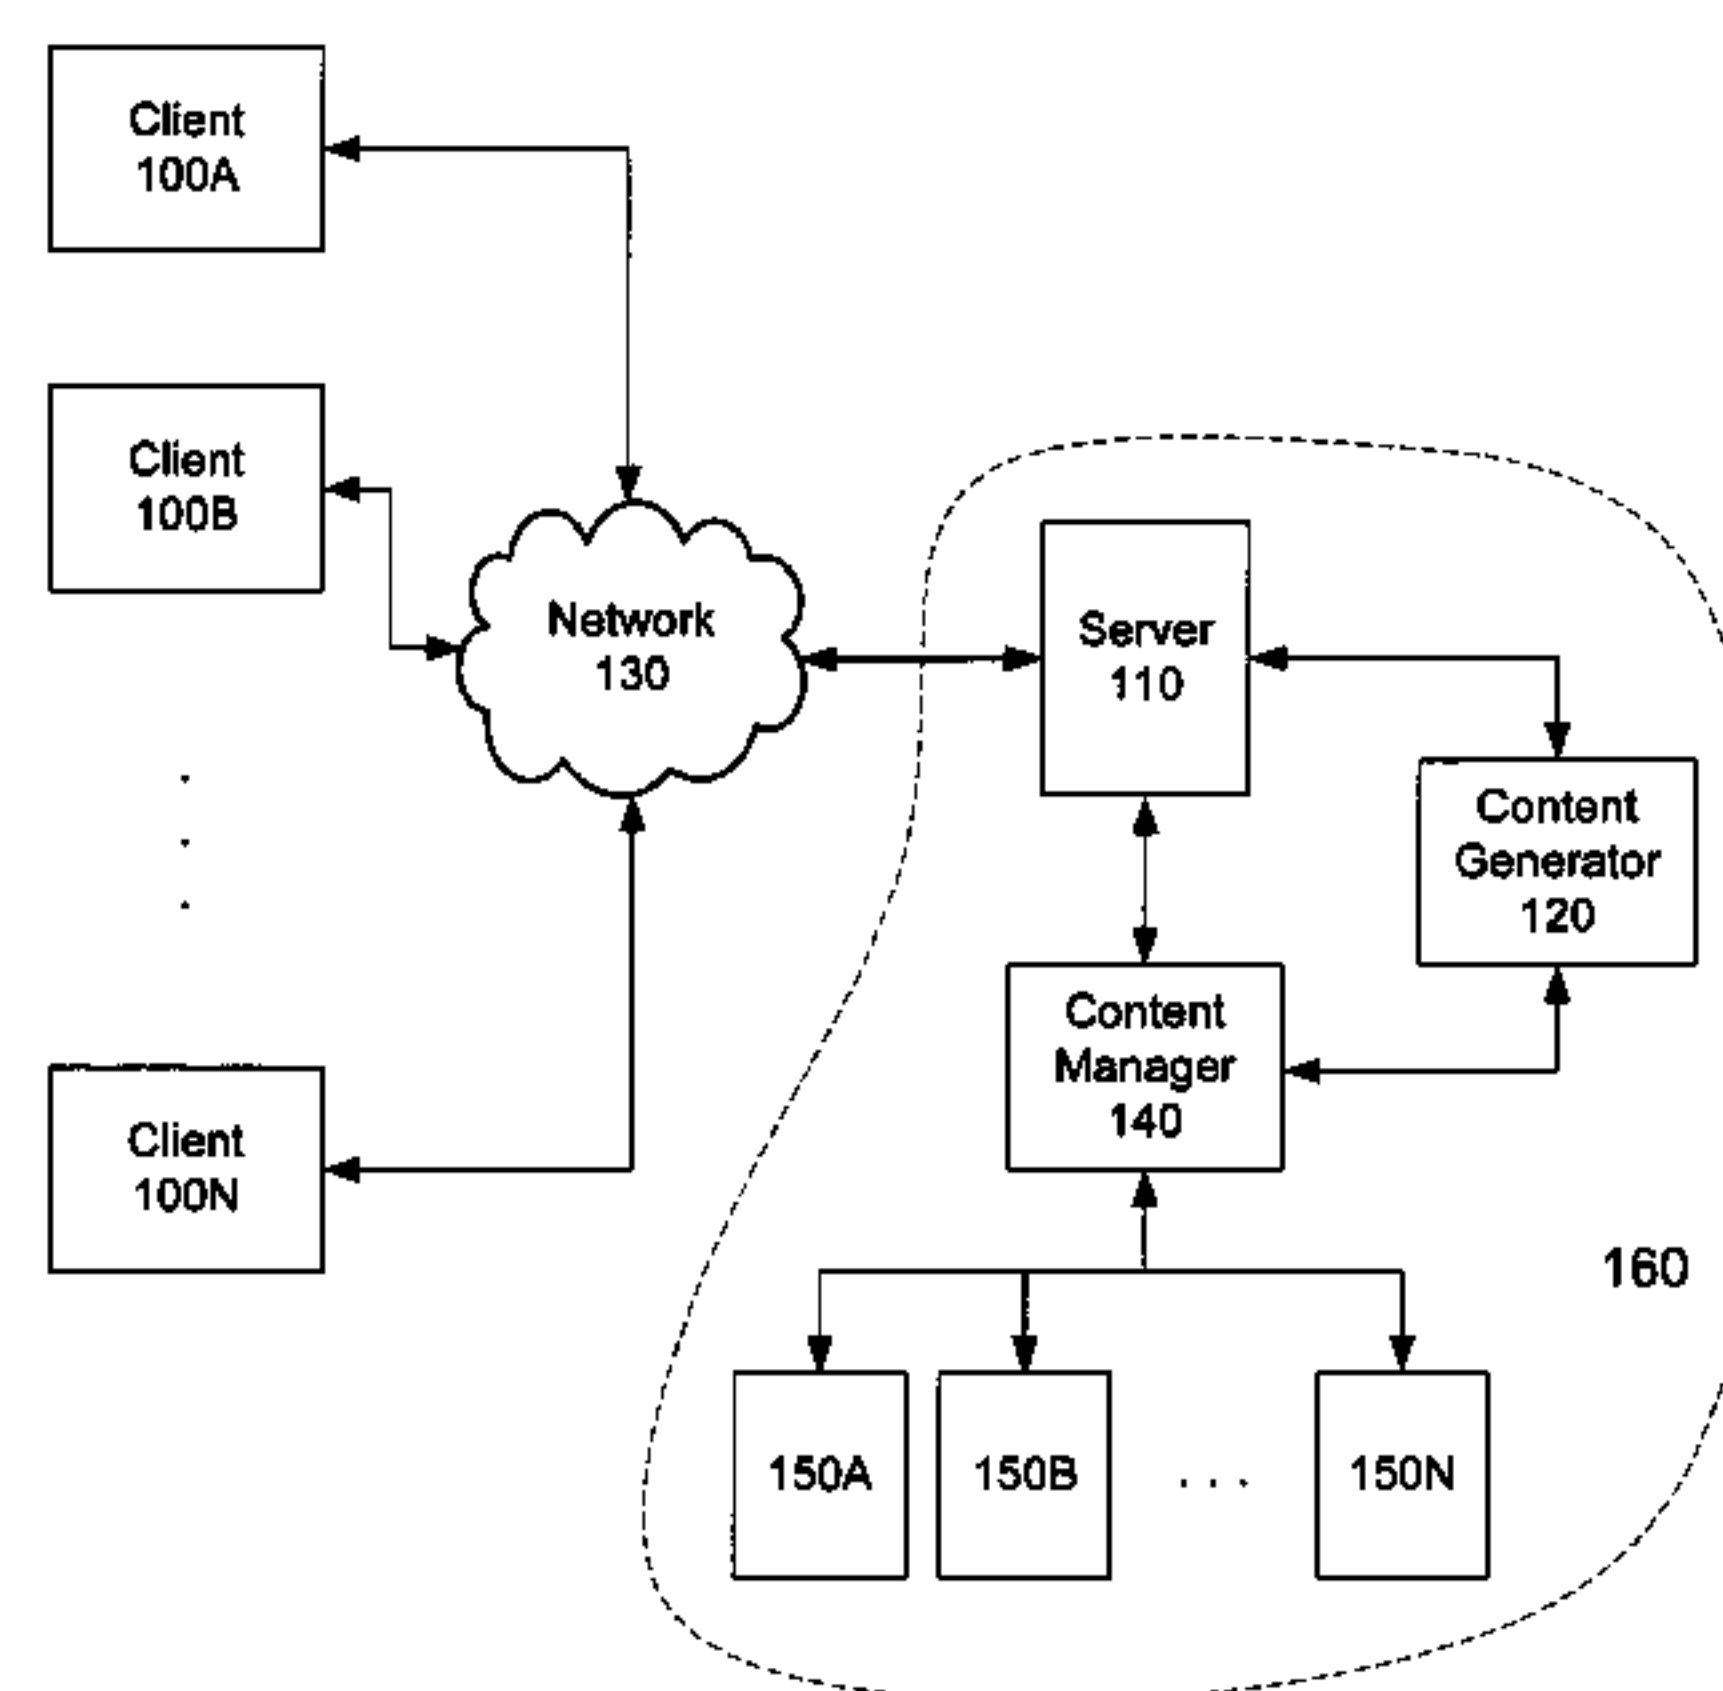 Client
100A
Client
100B
Network
130
Server
110
Content
Generator
120
Content
Manager
140
Client
100N
160
150A
150B
. . .
150N